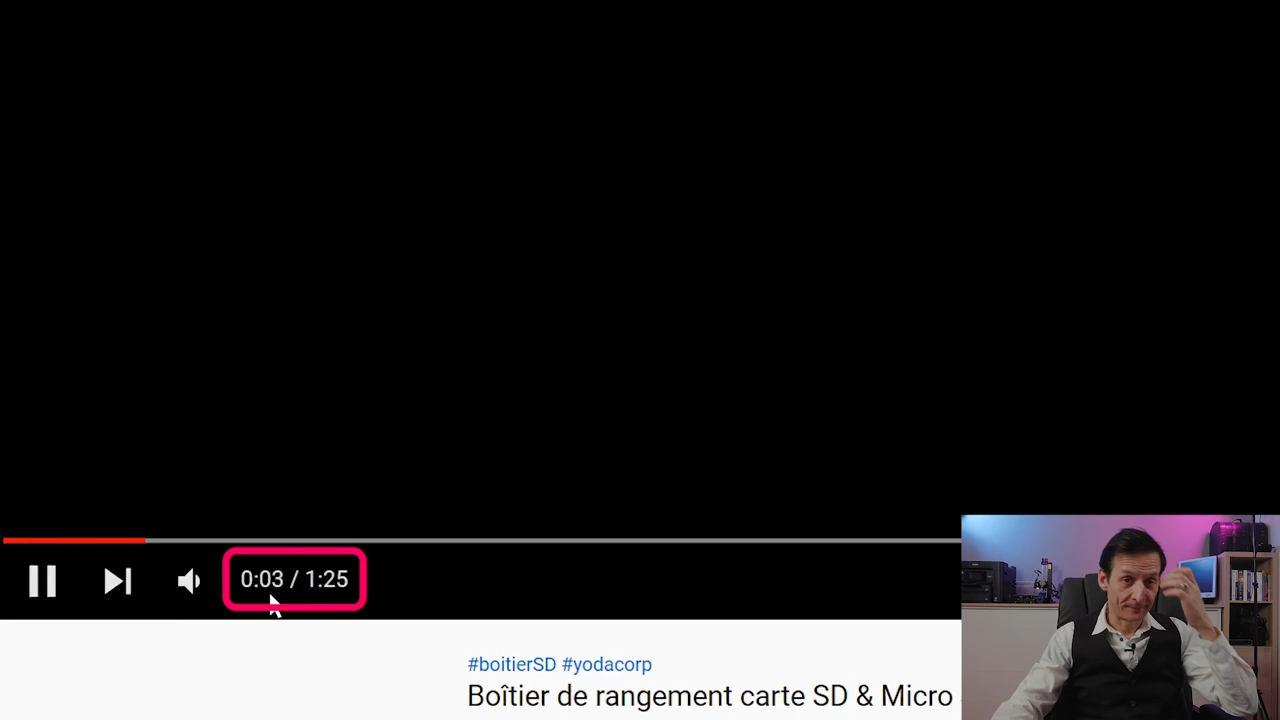 0:03 / 1:25
#boitierSD #yodacorp
Boîtier de rangement carte SD & Micro